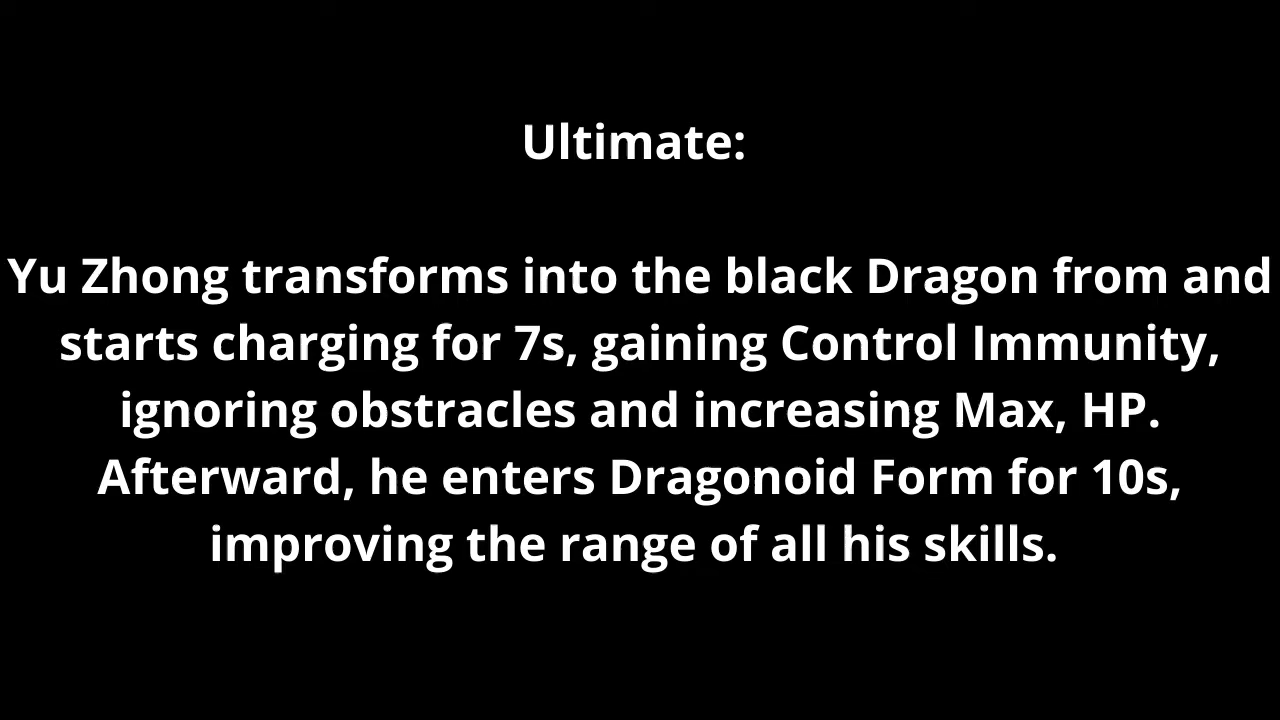 Ultimate:
Yu Zhong transforms into the black Dragon from and
starts charging for 7s, gaining Control Immunity,
ignoring obstracles and increasing Max, HP.
Afterward, he enters Dragonoid Form for 10s,
improving the range of all his skills.